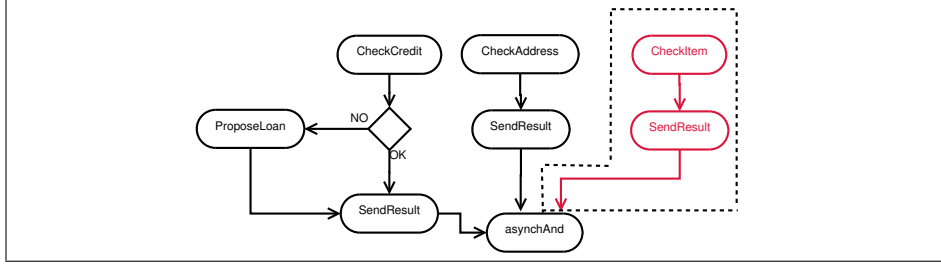 CheckCredit
CheckAddress
CheckItem
NO
ProposeLoan
SendResult
SendResult
OK
SendResult
asynchAnd